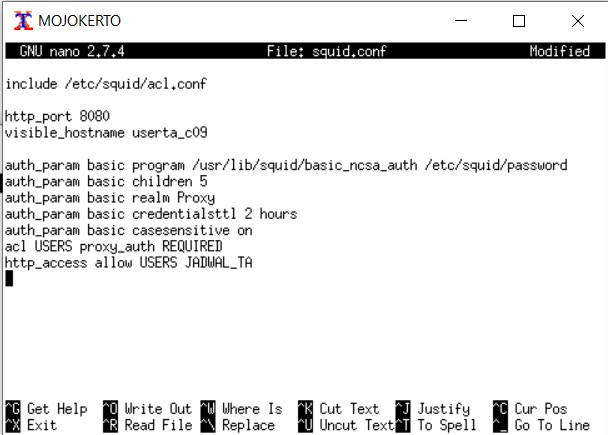 MOJOKERTO
GNU nano 2.7.4 File: squid.conf Modified
include /etc/squid/acl.conf
http_port 8080
visible_hostname userta_c09
auth_param basic program /usr/lib/squid/basic_ncsa_auth /etc/squid/password
auth_param basic children 5
auth_param basic realm Proxy
auth_param basic credentialsttl 2 hours
auth_param basic casesensitive on
acl USERS proxy_auth REQUIRED
http_access allow USERS JADWAL_TA
^G Get Help ^O Write Out ^W Where Is ^K Cut Text ^J Justify ^C Cur Pos
^X Exit ^R Read File ^\ Replace ^U Uncut Text ^T To Spell ^_ Go To Line